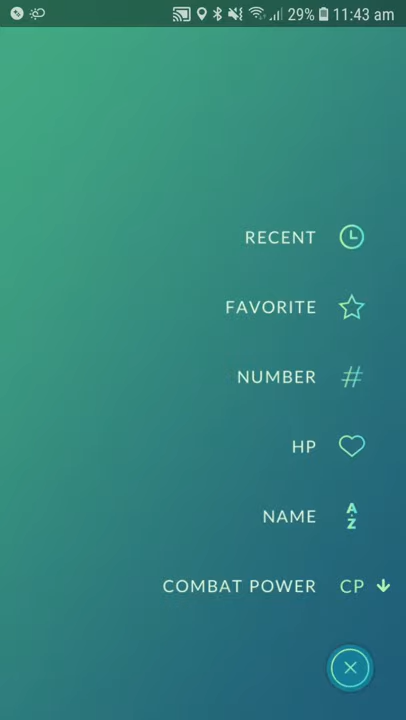 29% 11:43 am
RECENT
FAVORITE
NUMBER #
HP
NAME A-Z
COMBAT POWER CP